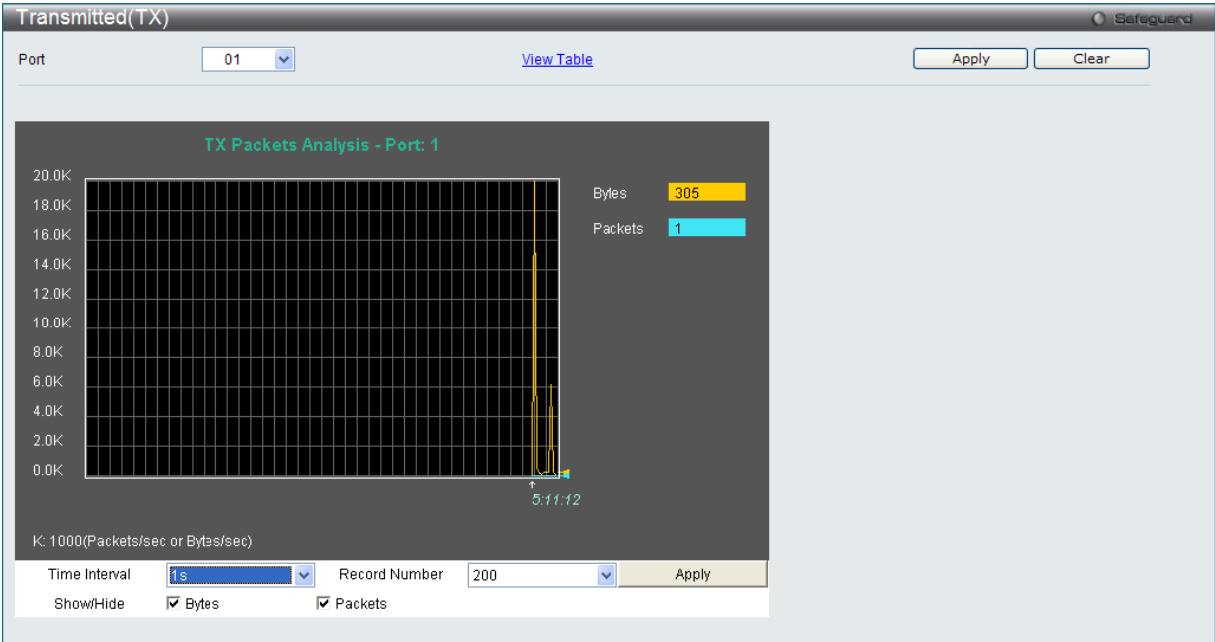 Transmitted(TX)
Safeguard
Port 01 View Table Apply Clear
TX Packets Analysis - Port: 1
20.0K
18.0K
16.0K
14.0K
12.0K
10.0K
8.0K
6.0K
4.0K
2.0K
0.0K
Bytes 305
Packets 1
5:11:12
K: 1000(Packets/sec or Bytes/sec)
Time Interval 1s Record Number 200 Apply
Show/Hide Bytes Packets